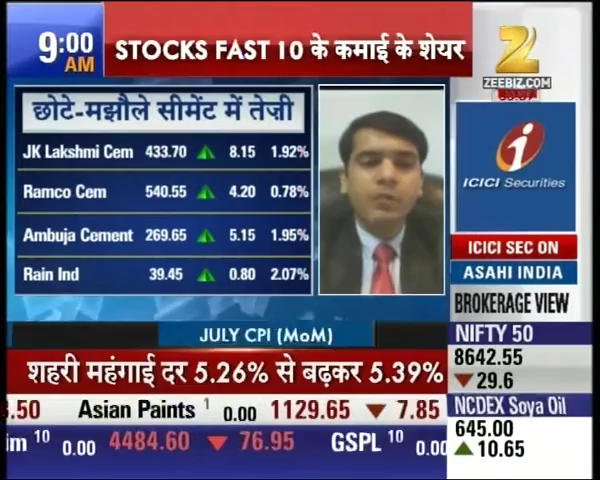 9:00 AM
STOCKS FAST 10 के कमाई के शेयर
ZEEBIZ.COM
छोटे-मझौले सीमेंट में तेज़ी
JK Lakshmi Cem 433.70 8.15 1.92%
Ramco Cem 540.55 4.20 0.78%
Ambuja Cement 269.65 5.15 1.95%
Rain Ind 39.45 0.80 2.07%
ICICI Securities
ICICI SEC ON
ASAHI INDIA
BROKERAGE VIEW
JULY CPI (MoM)
शहरी महंगाई दर 5.26% से बढ़कर 5.39%
NIFTY 50
8642.55
29.6
3.50 Asian Paints 1 0.00 1129.65 7.85
im 10 0.00 4484.60 76.95 GSPL 10 0.00
NCDEX Soya Oil
645.00
10.65